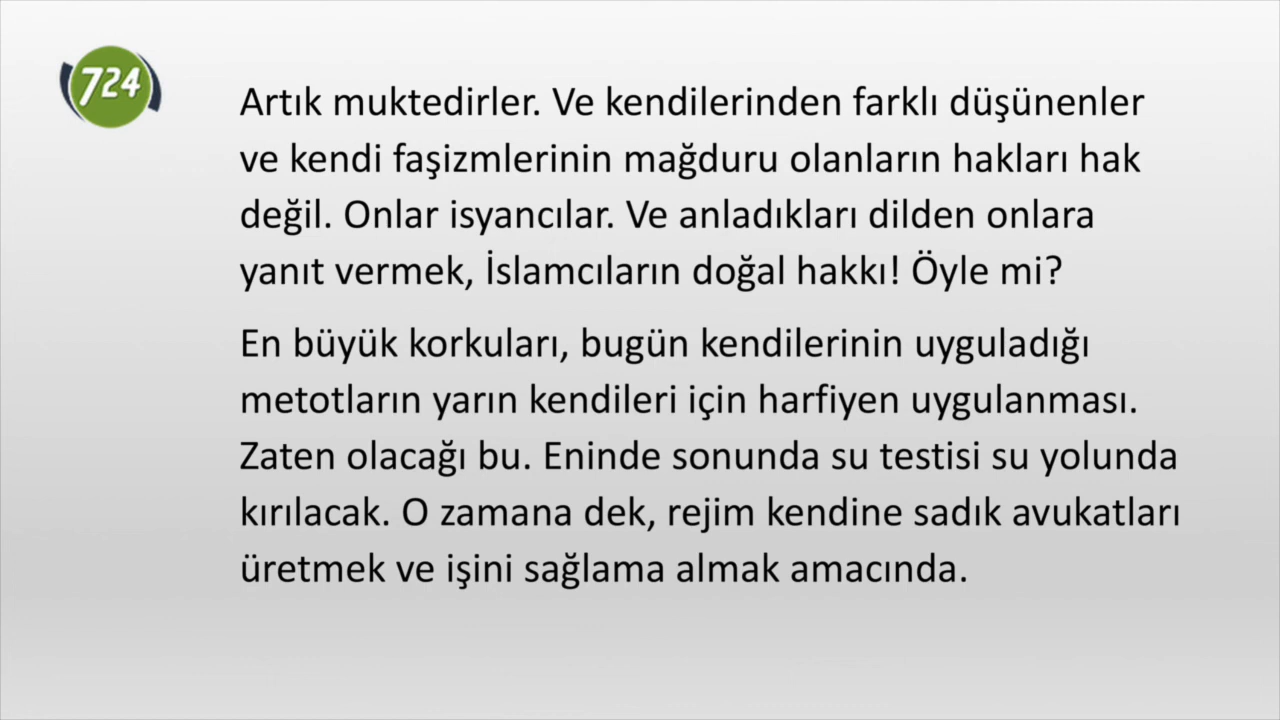 724
Artık muktedirler. Ve kendilerinden farklı düşünenler
ve kendi faşizmlerinin mağduru olanların hakları hak
değil. Onlar isyancılar. Ve anladıkları dilden onlara
yanıt vermek, İslamcıların doğal hakkı! Öyle mi?
En büyük korkuları, bugün kendilerinin uyguladığı
metotların yarın kendileri için harfiyen uygulanması.
Zaten olacağı bu. Eninde sonunda su testisi su yolunda
kırılacak. O zamana dek, rejim kendine sadık avukatları
üretmek ve işini sağlama almak amacında.